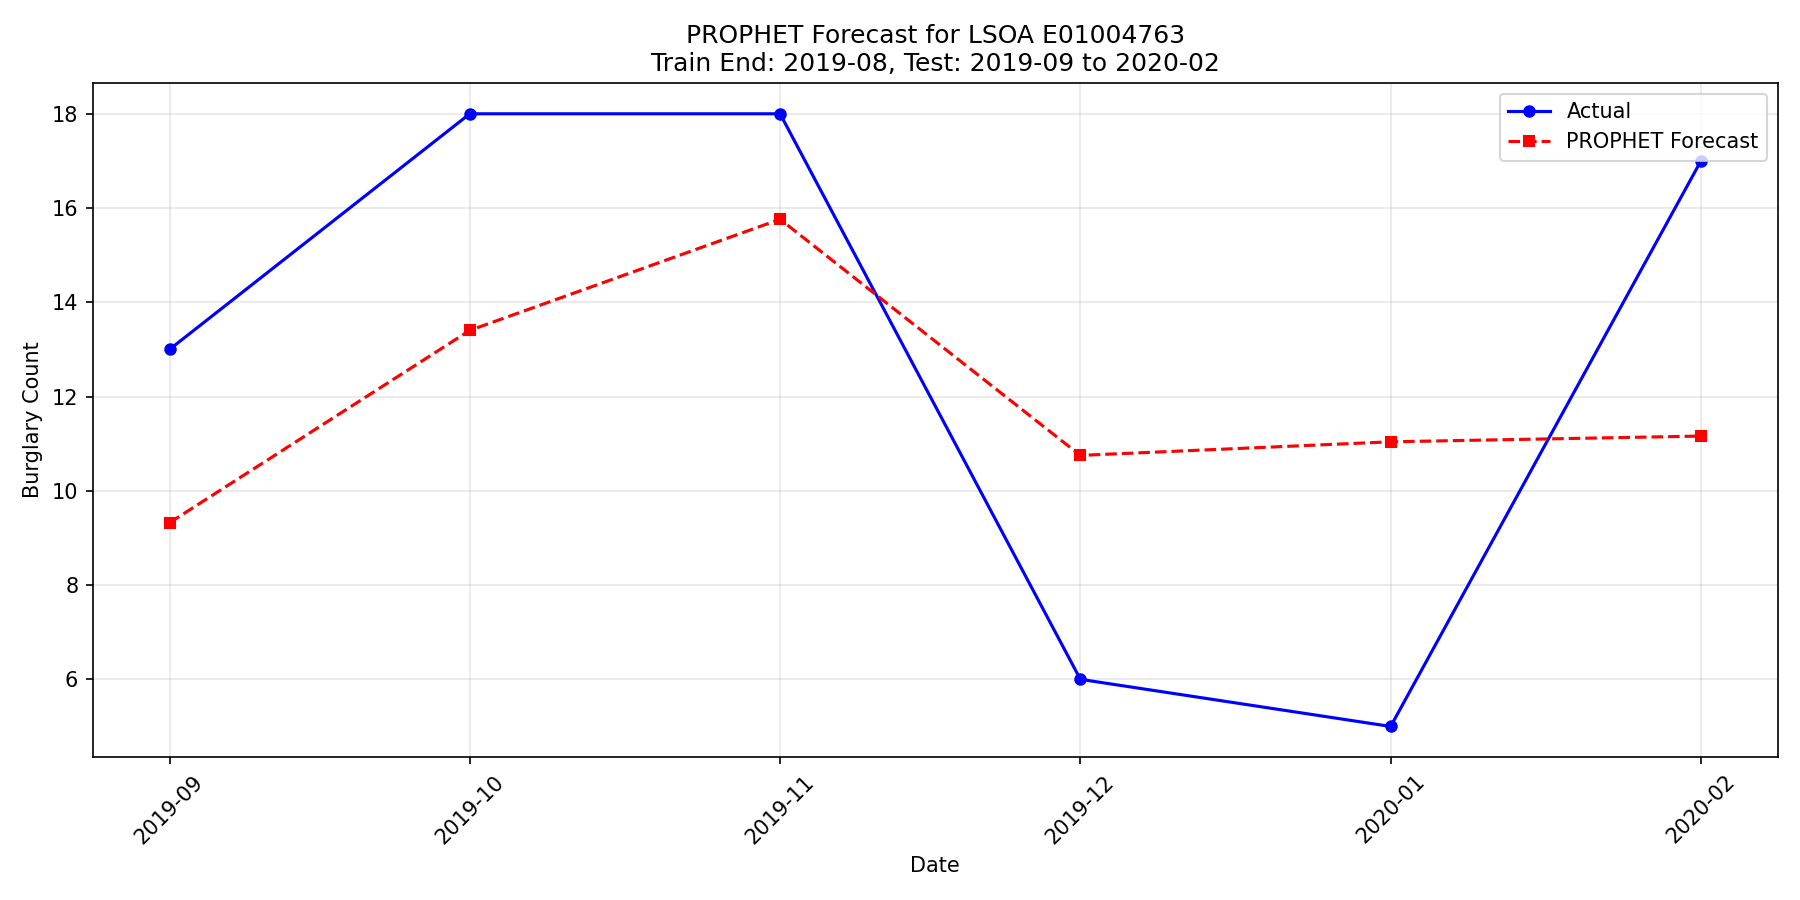 PROPHET Forecast for LSOA E01004763
Train End: 2019-08, Test: 2019-09 to 2020-02
Actual
PROPHET Forecast
Burglary Count
18
16
14
12
10
8
6
2019-09
2019-10
2019-11
2019-12
2020-01
2020-02
Date